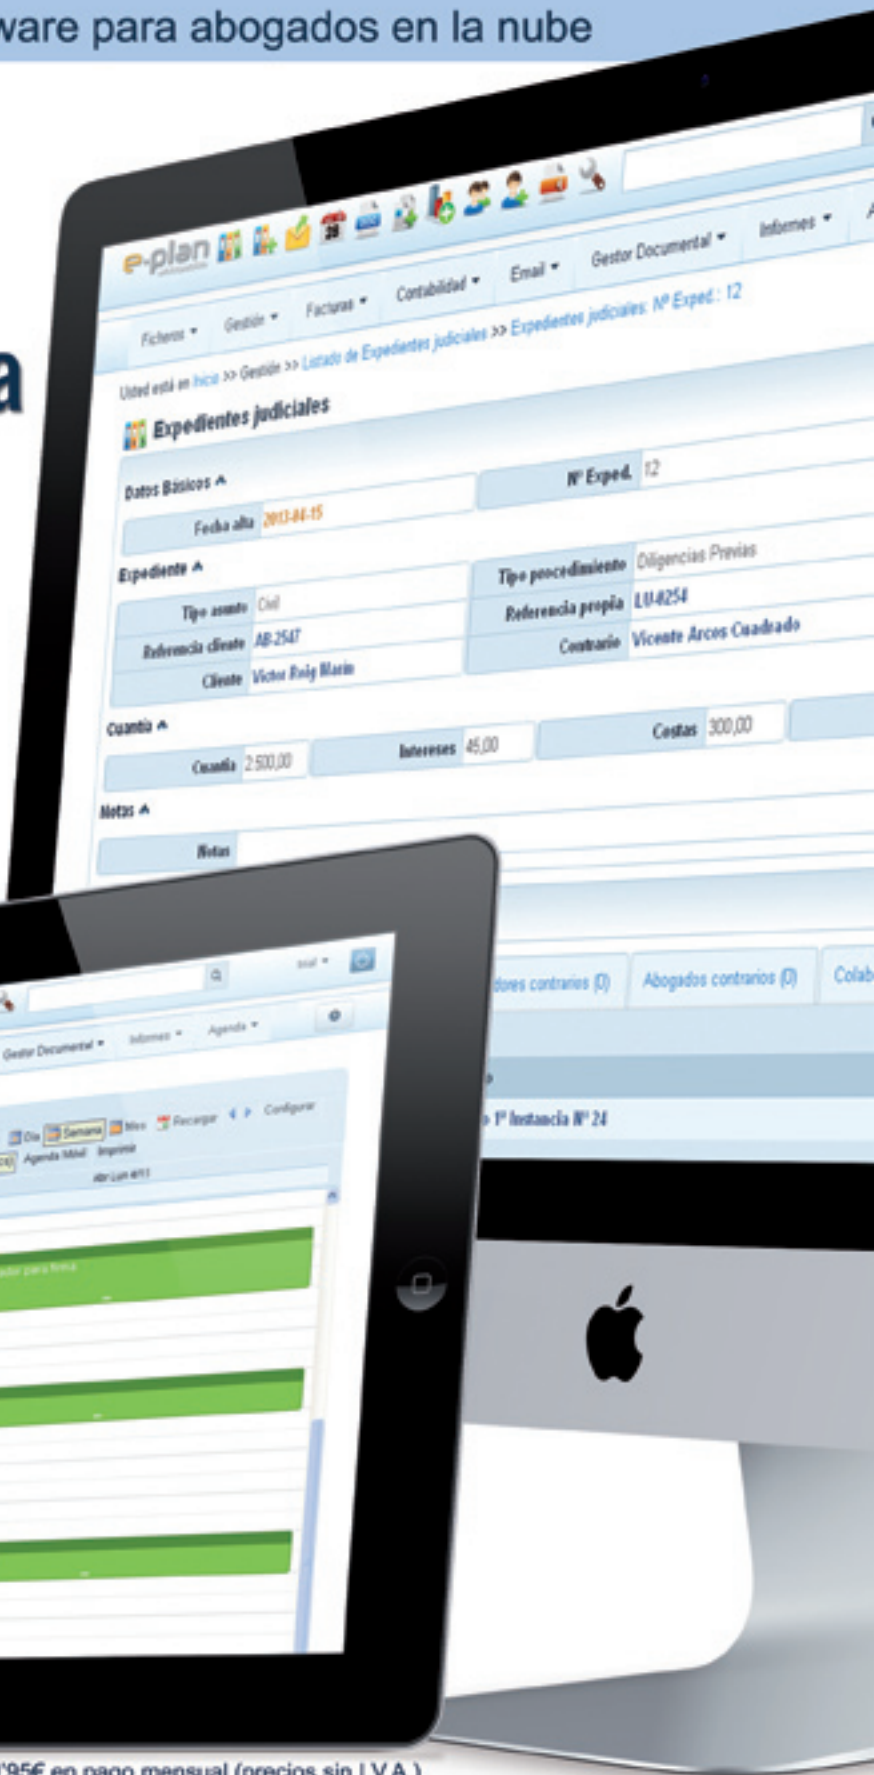 ware para abogados en la nube
e-plan
Ficheros Gestión Facturas Contabilidad Email Gestor Documental Informes A
Usted está en Inicio >> Gestión >> Listado de Expedientes judiciales >> Expedientes judiciales: Nº Exped.: 12
a
Expedientes judiciales
Datos Básicos
Fecha alta 2013-04-15 Nº Exped. 12
Expediente
Tipo asunto Civil Tipo procedimiento Diligencias Previas
Referencia cliente AB-2547 Referencia propia LU-8254
Cliente Victor Roig Marin Contrario Vicente Arcos Cuadrado
Cuantía
Cuantía 2.500,00 Intereses 45,00 Costas 300,00
Notas
Notas
dores contrarios (0) Abogados contrarios (0) Colab
o 1ª Instancia Nº 24
trial
Gestor Documental Informes Agenda
Día Semana Mes Recargar Configurar
Agenda Móvil Imprimir
para firma
'95€ en pago mensual (precios sin I.V.A.)